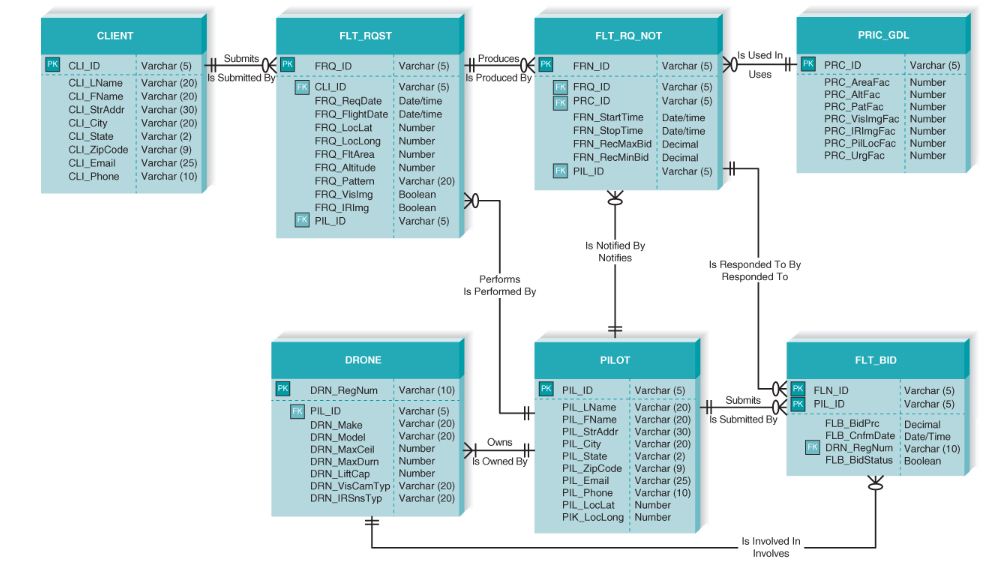 CLIENT
PK CLI_ID Varchar (5)
CLI_LName Varchar (20)
CLI_FName Varchar (20)
CLI_StrAddr Varchar (30)
CLI_City Varchar (20)
CLI_State Varchar (2)
CLI_ZipCode Varchar (9)
CLI_Email Varchar (25)
CLI_Phone Varchar (10)
Submits
Is Submitted By
FLT_RQST
PK FRQ_ID Varchar (5)
FK CLI_ID Varchar (5)
FRQ_ReqDate Date/time
FRQ_FlightDate Date/time
FRQ_LocLat Number
FRQ_LocLong Number
FRQ_FltArea Number
FRQ_Altitude Number
FRQ_Pattern Varchar (20)
FRQ_VisImg Boolean
FRQ_IRImg Boolean
FK PIL_ID Varchar (5)
Produces
Is Produced By
FLT_RQ_NOT
PK FRN_ID Varchar (5)
FK FRQ_ID Varchar (5)
FK PRC_ID Varchar (5)
FRN_StartTime Date/time
FRN_StopTime Date/time
FRN_RecMaxBid Decimal
FRN_RecMinBid Decimal
FK PIL_ID Varchar (5)
Is Used In
Uses
PRIC_GDL
PK PRC_ID Varchar (5)
PRC_AreaFac Number
PRC_AltFac Number
PRC_PatFac Number
PRC_VisImgFac Number
PRC_IRImgFac Number
PRC_PilLocFac Number
PRC_UrgFac Number
Is Notified By
Notifies
Is Responded To By
Responded To
Performs
Is Performed By
DRONE
PK DRN_RegNum Varchar (10)
FK PIL_ID Varchar (5)
DRN_Make Varchar (20)
DRN_Model Varchar (20)
DRN_MaxCeil Number
DRN_MaxDurn Number
DRN_LiftCap Number
DRN_VisCamTyp Varchar (20)
DRN_IRSnsTyp Varchar (20)
Owns
Is Owned By
PILOT
PK PIL_ID Varchar (5)
PIL_LName Varchar (20)
PIL_FName Varchar (20)
PIL_StrAddr Varchar (30)
PIL_City Varchar (20)
PIL_State Varchar (2)
PIL_ZipCode Varchar (9)
PIL_Email Varchar (25)
PIL_Phone Varchar (10)
PIL_LocLat Number
PIK_LocLong Number
Submits
Is Submitted By
FLT_BID
PK FLN_ID Varchar (5)
PK PIL_ID Varchar (5)
FLB_BidPrc Decimal
FLB_CnfmDate Date/Time
FK DRN_RegNum Varchar (10)
FLB_BidStatus Boolean
Is Involved In
Involves